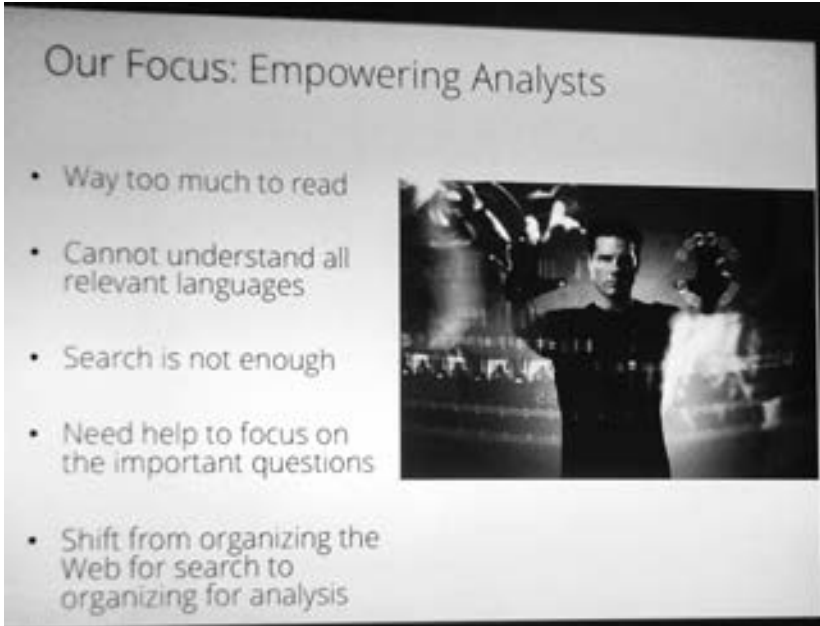 Our Focus: Empowering Analysts
• Way too much to read
• Cannot understand all
relevant languages
• Search is not enough
• Need help to focus on
the important questions
• Shift from organizing the
Web for search to
organizing for analysis